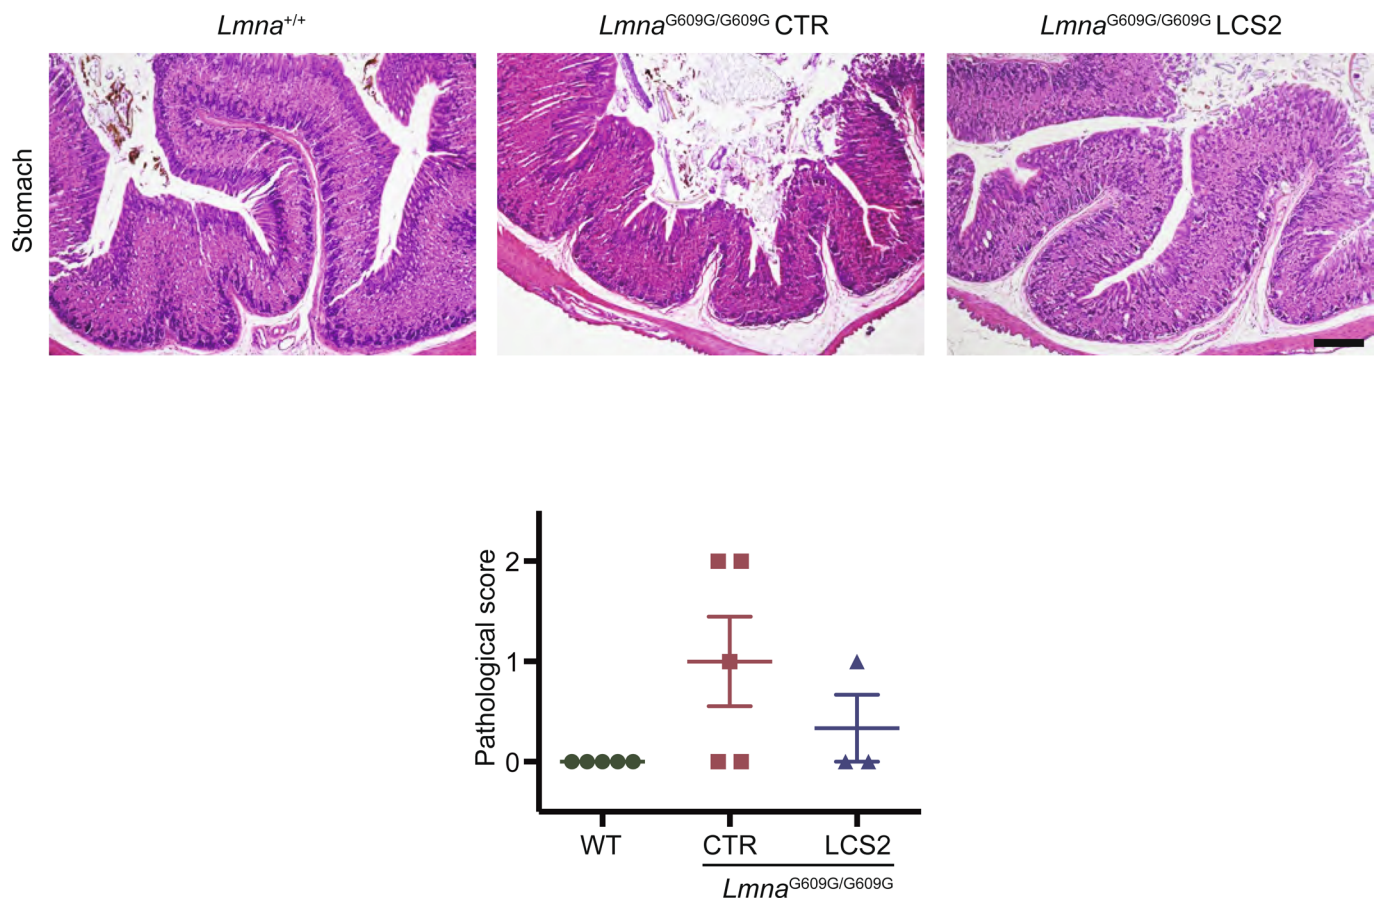 Lmna+/+
LmnaG609G/G609G CTR
LmnaG609G/G609G LCS2
Stomach
Pathological score
2
1
0
WT
CTR
LCS2
LmnaG609G/G609G